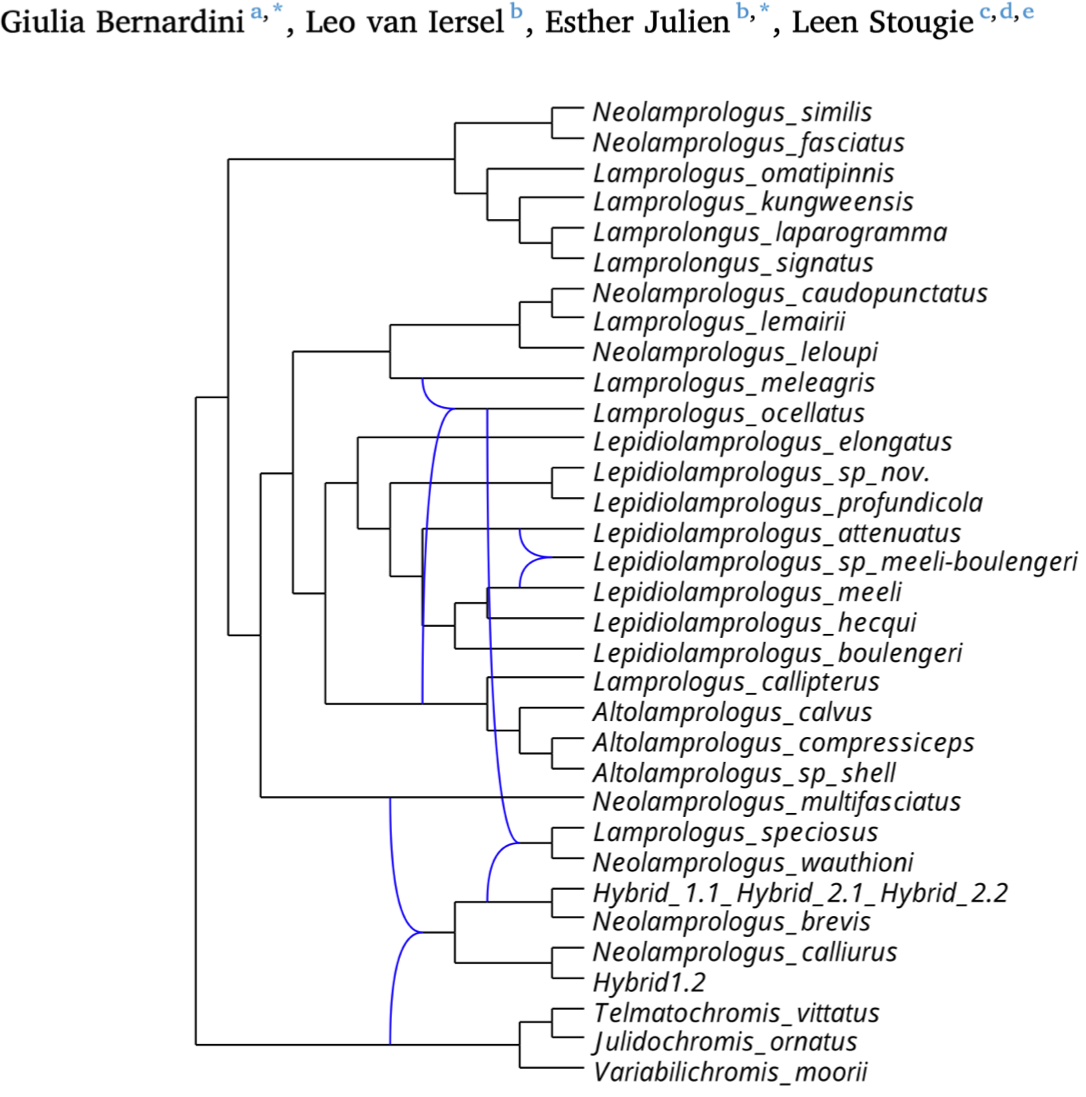 Giulia Bernardini a,*, Leo van Iersel b, Esther Julien b,*, Leen Stougie c,d,e
Neolamprologus_similis
Neolamprologus_fasciatus
Lamprologus_omatipinnis
Lamprologus_kungweensis
Lamprolongus_laparogramma
Lamprolongus_signatus
Neolamprologus_caudopunctatus
Lamprologus_lemairii
Neolamprologus_leloupi
Lamprologus_meleagris
Lamprologus_ocellatus
Lepidiolamprologus_elongatus
Lepidiolamprologus_sp_nov.
Lepidiolamprologus_profundicola
Lepidiolamprologus_attenuatus
Lepidiolamprologus_sp_meeli-boulengeri
Lepidiolamprologus_meeli
Lepidiolamprologus_hecqui
Lepidiolamprologus_boulengeri
Lamprologus_callipterus
Altolamprologus_calvus
Altolamprologus_compressiceps
Altolamprologus_sp_shell
Neolamprologus_multifasciatus
Lamprologus_speciosus
Neolamprologus_wauthioni
Hybrid_1.1_Hybrid_2.1_Hybrid_2.2
Neolamprologus_brevis
Neolamprologus_calliurus
Hybrid1.2
Telmatochromis_vittatus
Julidochromis_ornatus
Variabilichromis_moorii